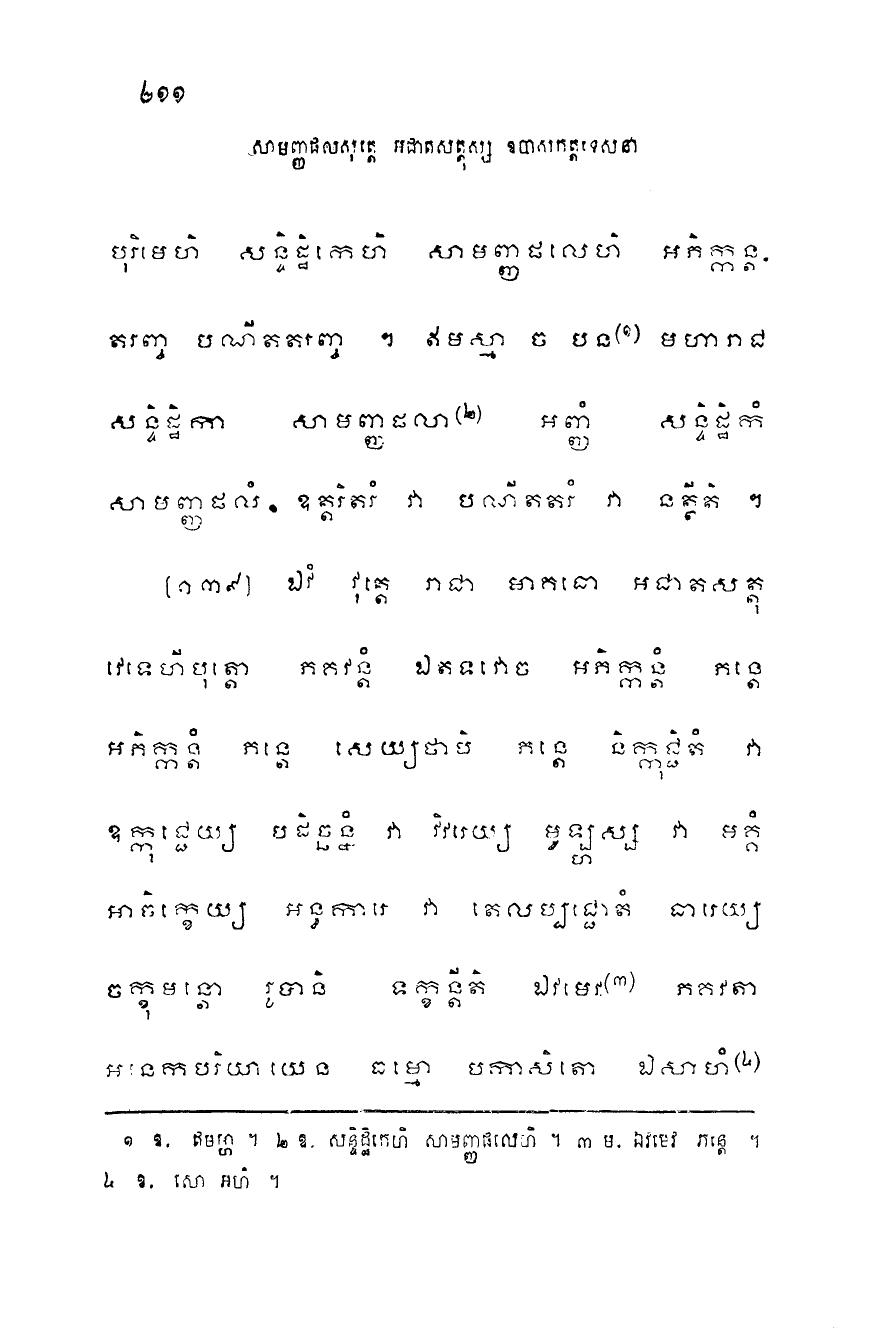 ២១១
សាមញ្ញផលសុត្តេ អជាតសត្តុស្ស ឧបាសកត្តទេសនា
បុរិមេហិ សន្ទិដ្ឋិកេហិ សាមញ្ញផលេហិ អភិក្កន្ត.
តរញ្ច បណីតតរញ្ច ។ ឥមស្មា ច បន(១) មហារាជ
សន្ទិដ្ឋិកា សាមញ្ញផលា(២) អញ្ញំ សន្ទិដ្ឋិកំ
សាមញ្ញផលំ. ឧត្តរិតរំ វា បណីតតរំ វា នត្ថីតិ ។
[១៣៩] ឯវំ វុត្តេ រាជា មាគធោ អជាតសត្តុ
វេទេហីបុត្តោ ភគវន្តំ ឯតទវោច អភិក្កន្តំ ភន្តេ
អភិក្កន្តំ ភន្តេ សេយ្យថាបិ ភន្តេ និក្កុជ្ជិតំ វា
ឧក្កុជ្ជេយ្យ បដិច្ឆន្នំ វា វិវរេយ្យ មូឡ្ហស្ស វា មគ្គំ
អាចិក្ខេយ្យ អន្ធការេ វា តេលប្បជ្ជោតំ ធារេយ្យ
ចក្ខុមន្តោ រូបានិ ទក្ខន្តីតិ ឯវមេវ(៣) ភគវតា
អនេកបរិយាយេន ធម្មោ បកាសិតោ ឯសាហំ(៤)
១ ឱ. ឥមម្ហា ។ ២ ឱ. សន្ទិដ្ឋិកេហិ សាមញ្ញផលេហិ ។ ៣ ម. ឯវមេវ ភន្តេ ។
៤ ឱ. សោ អហំ ។